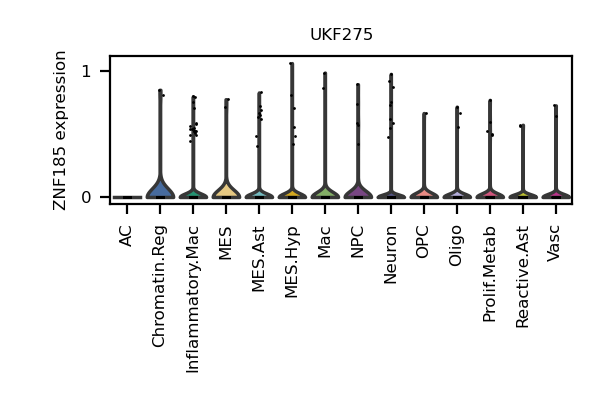 UKF275
ZNF185 expression
1
0
AC
Chromatin.Reg
Inflammatory.Mac
MES
MES.Ast
MES.Hyp
Mac
NPC
Neuron
OPC
Oligo
Prolif.Metab
Reactive.Ast
Vasc